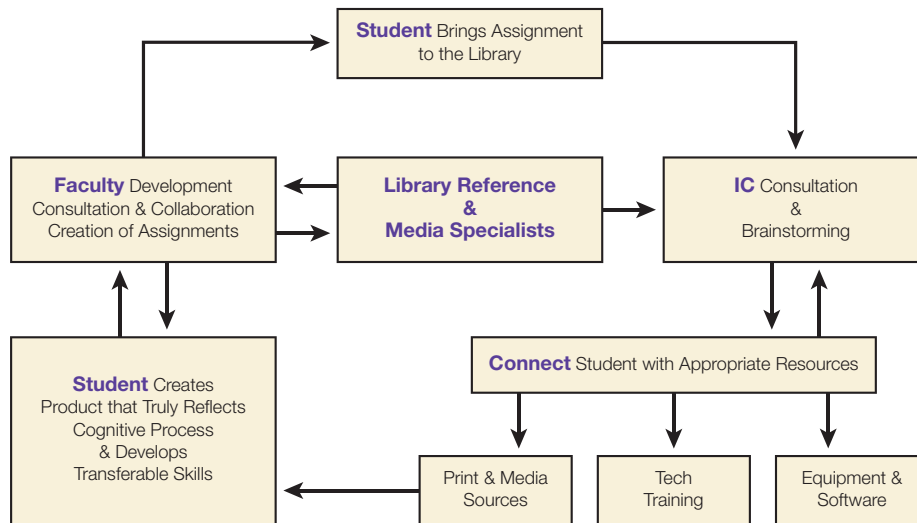 Student Brings Assignment
to the Library
Faculty Development
Consultation & Collaboration
Creation of Assignments
Library Reference
&
Media Specialists
IC Consultation
&
Brainstorming
Student Creates
Product that Truly Reflects
Cognitive Process
& Develops
Transferable Skills
Connect Student with Appropriate Resources
Print & Media
Sources
Tech
Training
Equipment &
Software